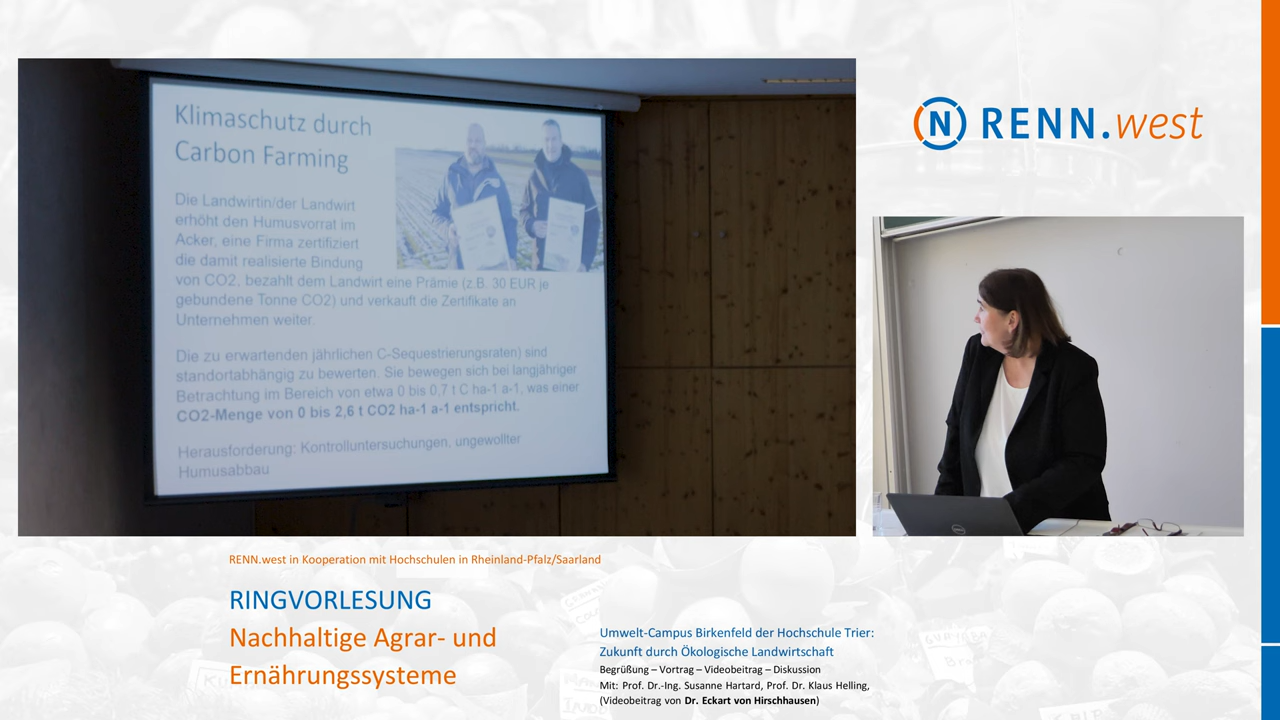 Klimaschutz durch
Carbon Farming
Die Landwirtin/der Landwirt
erhöht den Humusvorrat im
Acker, eine Firma zertifiziert
die damit realisierte Bindung
von CO2, bezahlt dem Landwirt eine Prämie (z.B. 30 EUR je
gebundene Tonne CO2) und verkauft die Zertifikate an
Unternehmen weiter.
Die zu erwartenden jährlichen C-Sequestrierungsraten) sind
standortabhängig zu bewerten. Sie bewegen sich bei langjähriger
Betrachtung im Bereich von etwa 0 bis 0,7 t C ha-1 a-1, was einer
CO2-Menge von 0 bis 2,6 t CO2 ha-1 a-1 entspricht.
Herausforderung: Kontrolluntersuchungen, ungewollter
Humusabbau
N RENN.west
DELL
RENN.west in Kooperation mit Hochschulen in Rheinland-Pfalz/Saarland
RINGVORLESUNG
Nachhaltige Agrar- und
Ernährungssysteme
Umwelt-Campus Birkenfeld der Hochschule Trier:
Zukunft durch Ökologische Landwirtschaft
Begrüßung – Vortrag – Videobeitrag – Diskussion
Mit: Prof. Dr.-Ing. Susanne Hartard, Prof. Dr. Klaus Helling,
(Videobeitrag von Dr. Eckart von Hirschhausen)